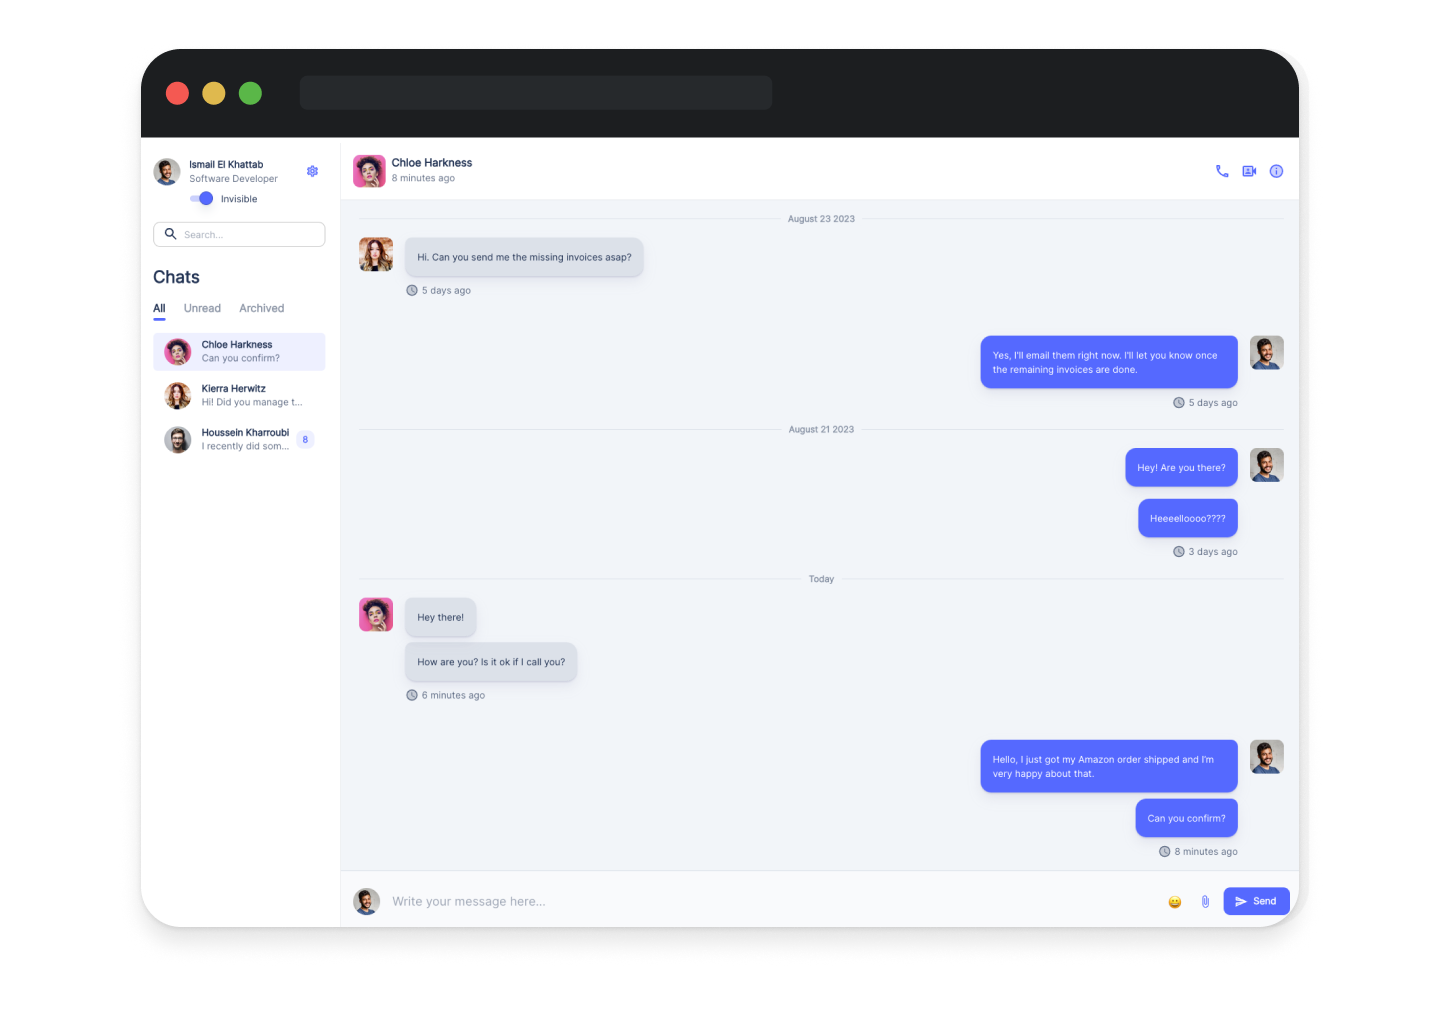 Ismail El Khattab
Software Developer
Invisible
Search...
Chats
All Unread Archived
Chloe Harkness
Can you confirm?
Kierra Herwitz
Hi! Did you manage t...
Houssein Kharroubi
I recently did som...
8
Chloe Harkness
8 minutes ago
August 23 2023
Hi. Can you send me the missing invoices asap?
5 days ago
Yes, I'll email them right now. I'll let you know once
the remaining invoices are done.
5 days ago
August 21 2023
Hey! Are you there?
Heeeelloooo????
3 days ago
Today
Hey there!
How are you? Is it ok if I call you?
6 minutes ago
Hello, I just got my Amazon order shipped and I'm
very happy about that.
Can you confirm?
8 minutes ago
Write your message here...
Send